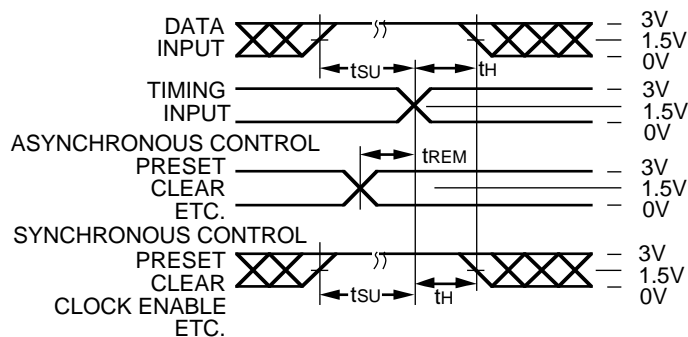 DATA
INPUT
3V
1.5V
0V
tSU
tH
TIMING
INPUT
3V
1.5V
0V
ASYNCHRONOUS CONTROL
PRESET
CLEAR
ETC.
tREM
3V
1.5V
0V
SYNCHRONOUS CONTROL
PRESET
CLEAR
CLOCK ENABLE
ETC.
tSU
tH
3V
1.5V
0V